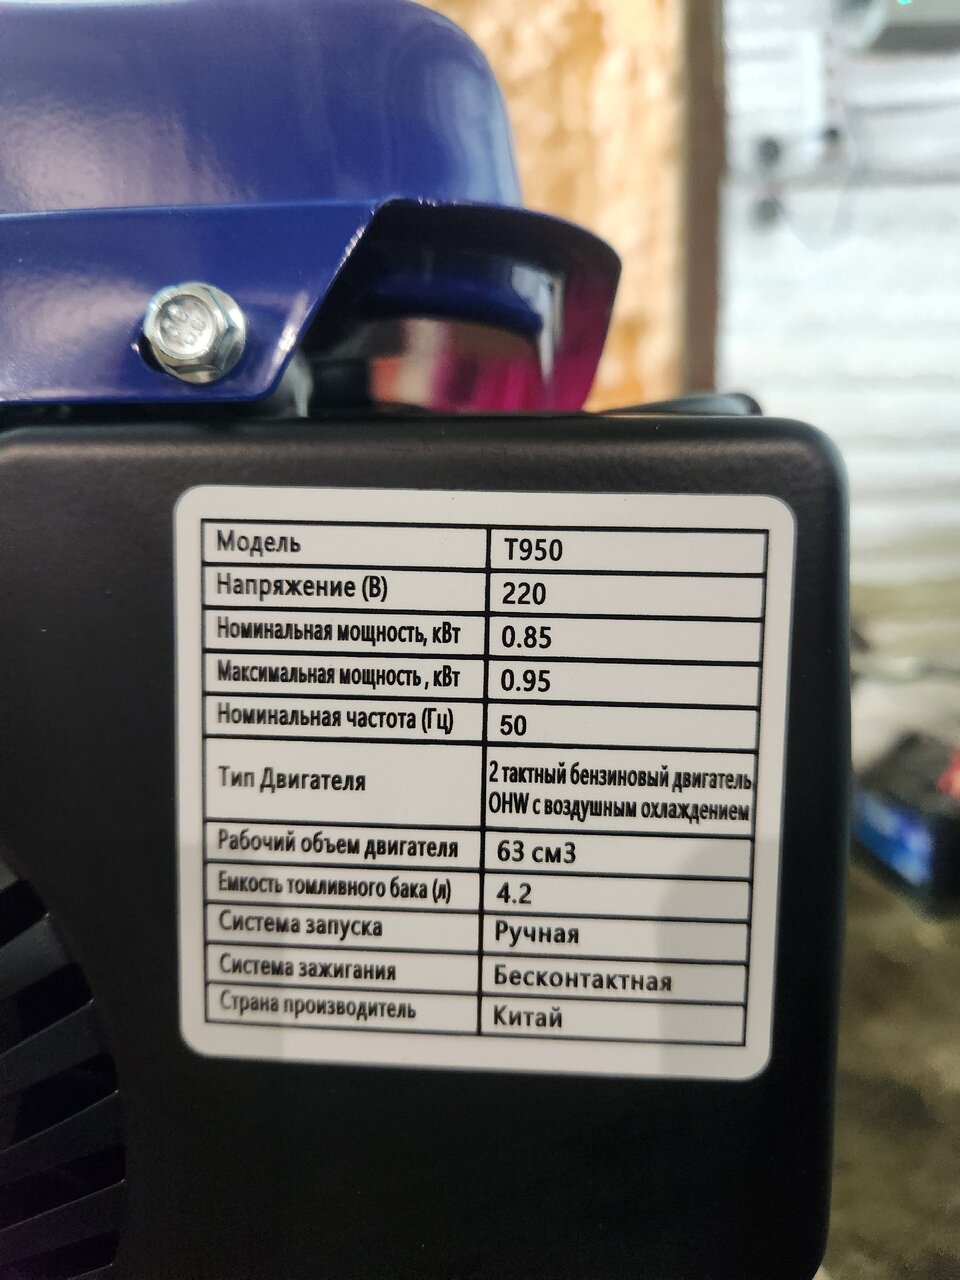 Модель T950
Напряжение (В) 220
Номинальная мощность, кВт 0.85
Максимальная мощность , кВт 0.95
Номинальная частота (Гц) 50
Тип Двигателя 2 тактный бензиновый двигатель
OHW с воздушным охлаждением
Рабочий объем двигателя 63 см3
Емкость томливного бака (л) 4.2
Система запуска Ручная
Система зажигания Бесконтактная
Страна производитель Китай